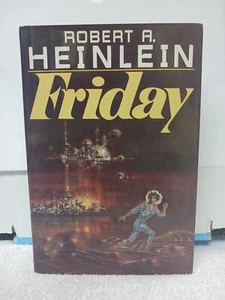 ROBERT A.
HEINLEIN
Friday